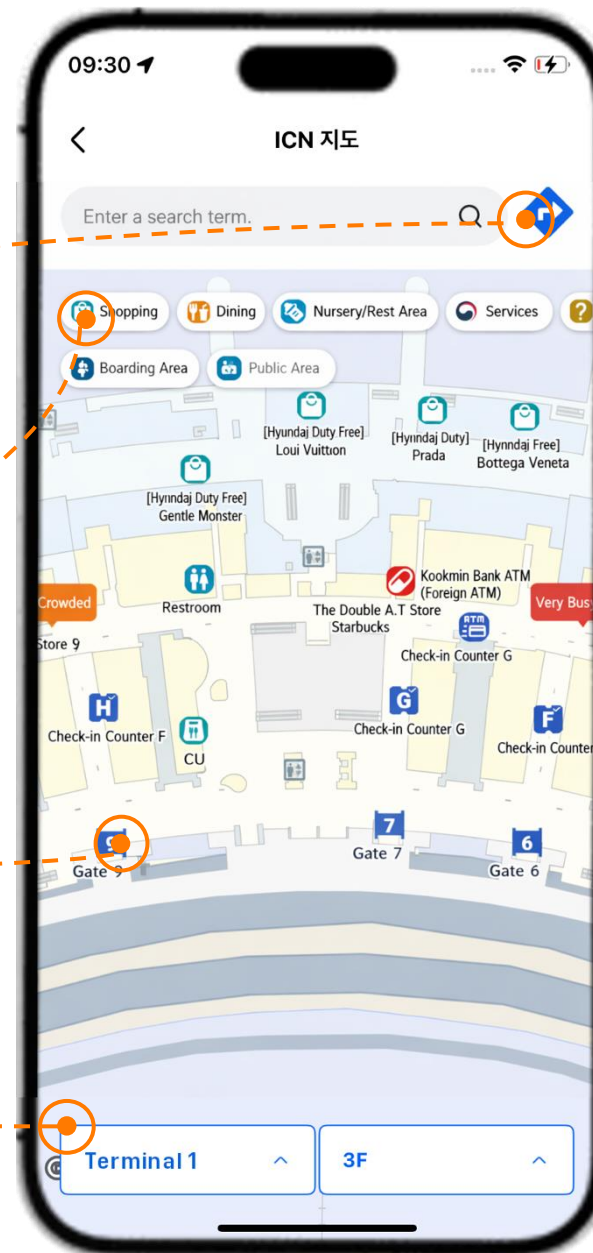 09:30
ICN 지도
Enter a search term.
Shopping
Dining
Nursery/Rest Area
Services
?
Boarding Area
Public Area
[Hyundaj Duty Free]
Loui Vuittıon
[Hyınndaj Duty]
Prada
[Hynndaj Free]
Bottega Veneta
[Hyınndaj Duty Free]
Gentle Monster
Restroom
Kookmin Bank ATM
(Foreign ATM)
The Double A.T Store
Starbucks
Crowded
Very Busy
Store 9
ATM
Check-in Counter G
H
Check-in Counter F
CU
G
Check-in Counter G
F
Check-in Counter
9
Gate 9
7
Gate 7
6
Gate 6
Terminal 1
3F